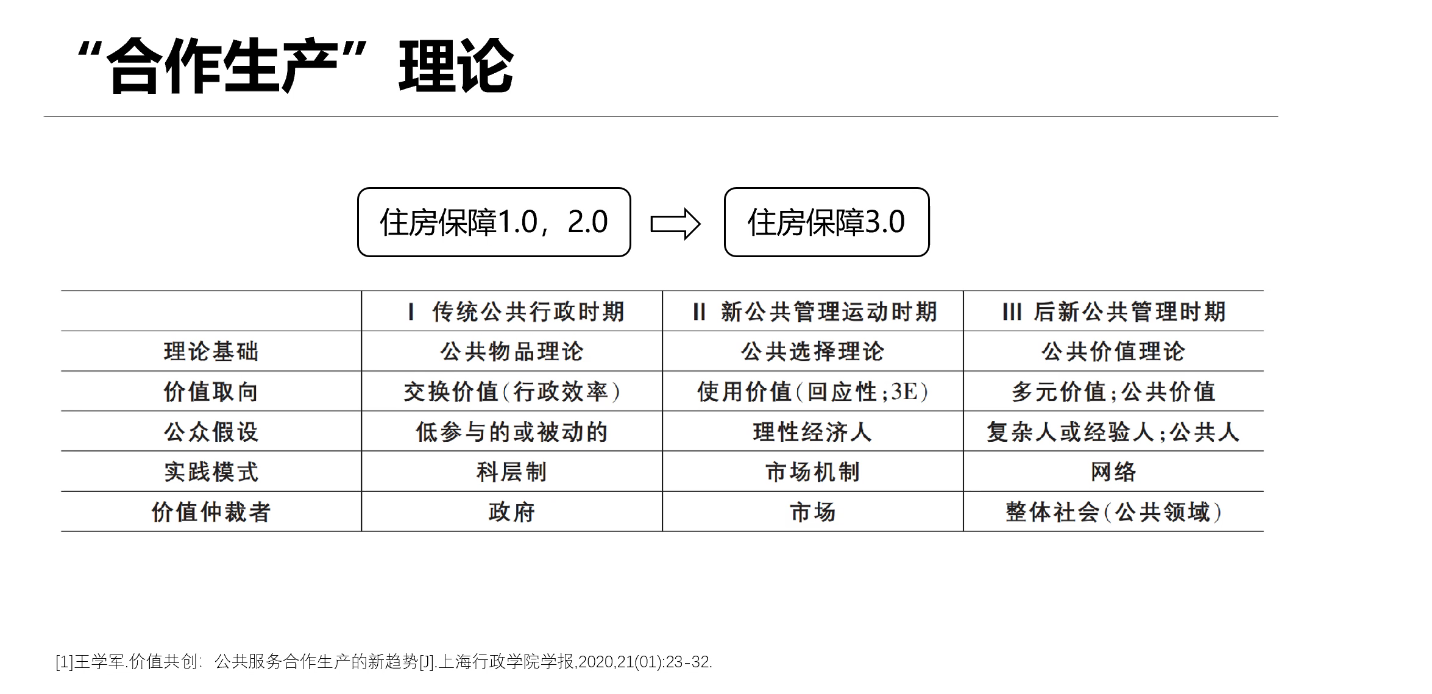 “合作生产”理论
住房保障1.0，2.0
住房保障3.0
I 传统公共行政时期 II 新公共管理运动时期 III 后新公共管理时期
理论基础 公共物品理论 公共选择理论 公共价值理论
价值取向 交换价值(行政效率) 使用价值(回应性;3E) 多元价值;公共价值
公众假设 低参与的或被动的 理性经济人 复杂人或经验人;公共人
实践模式 科层制 市场机制 网络
价值仲裁者 政府 市场 整体社会(公共领域)
[1]王学军.价值共创：公共服务合作生产的新趋势[J].上海行政学院学报,2020,21(01):23-32.